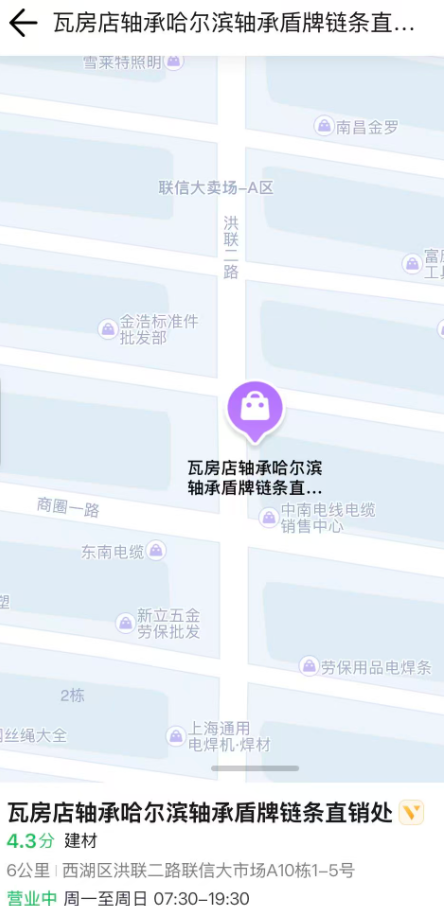 瓦房店轴承哈尔滨轴承盾牌链条直...
雪莱特照明
南昌金罗
联信大卖场-A区
洪联二路
富
工具
金浩标准件
批发部
瓦房店轴承哈尔滨
轴承盾牌链条直...
商圈一路
中南电线电缆
销售中心
东南电缆
塑
新立五金
劳保批发
劳保用品电焊条
2栋
丝绳大全
上海通用
电焊机·焊材
瓦房店轴承哈尔滨轴承盾牌链条直销处
4.3分 建材
6公里 | 西湖区洪联二路联信大市场A10栋1-5号
营业中 周一至周日 07:30-19:30